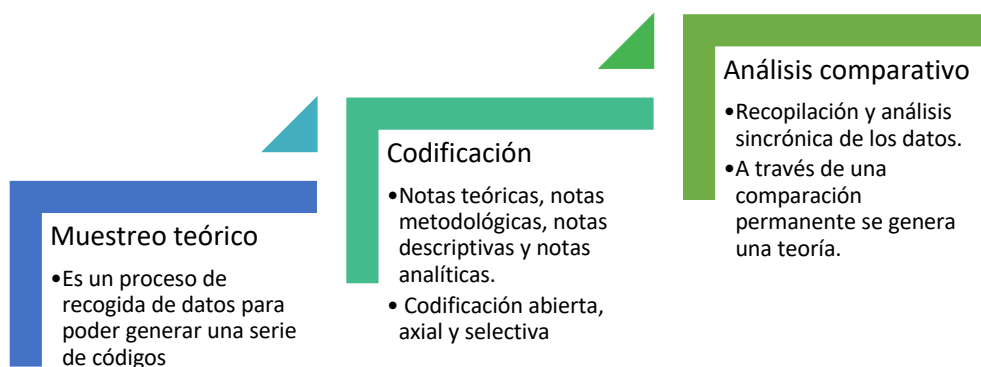 Muestreo teórico
•Es un proceso de
recogida de datos para
poder generar una serie
de códigos
Codificación
•Notas teóricas, notas
metodológicas, notas
descriptivas y notas
analíticas.
• Codificación abierta,
axial y selectiva
Análisis comparativo
•Recopilación y análisis
sincrónica de los datos.
•A través de una
comparación
permanente se genera
una teoría.